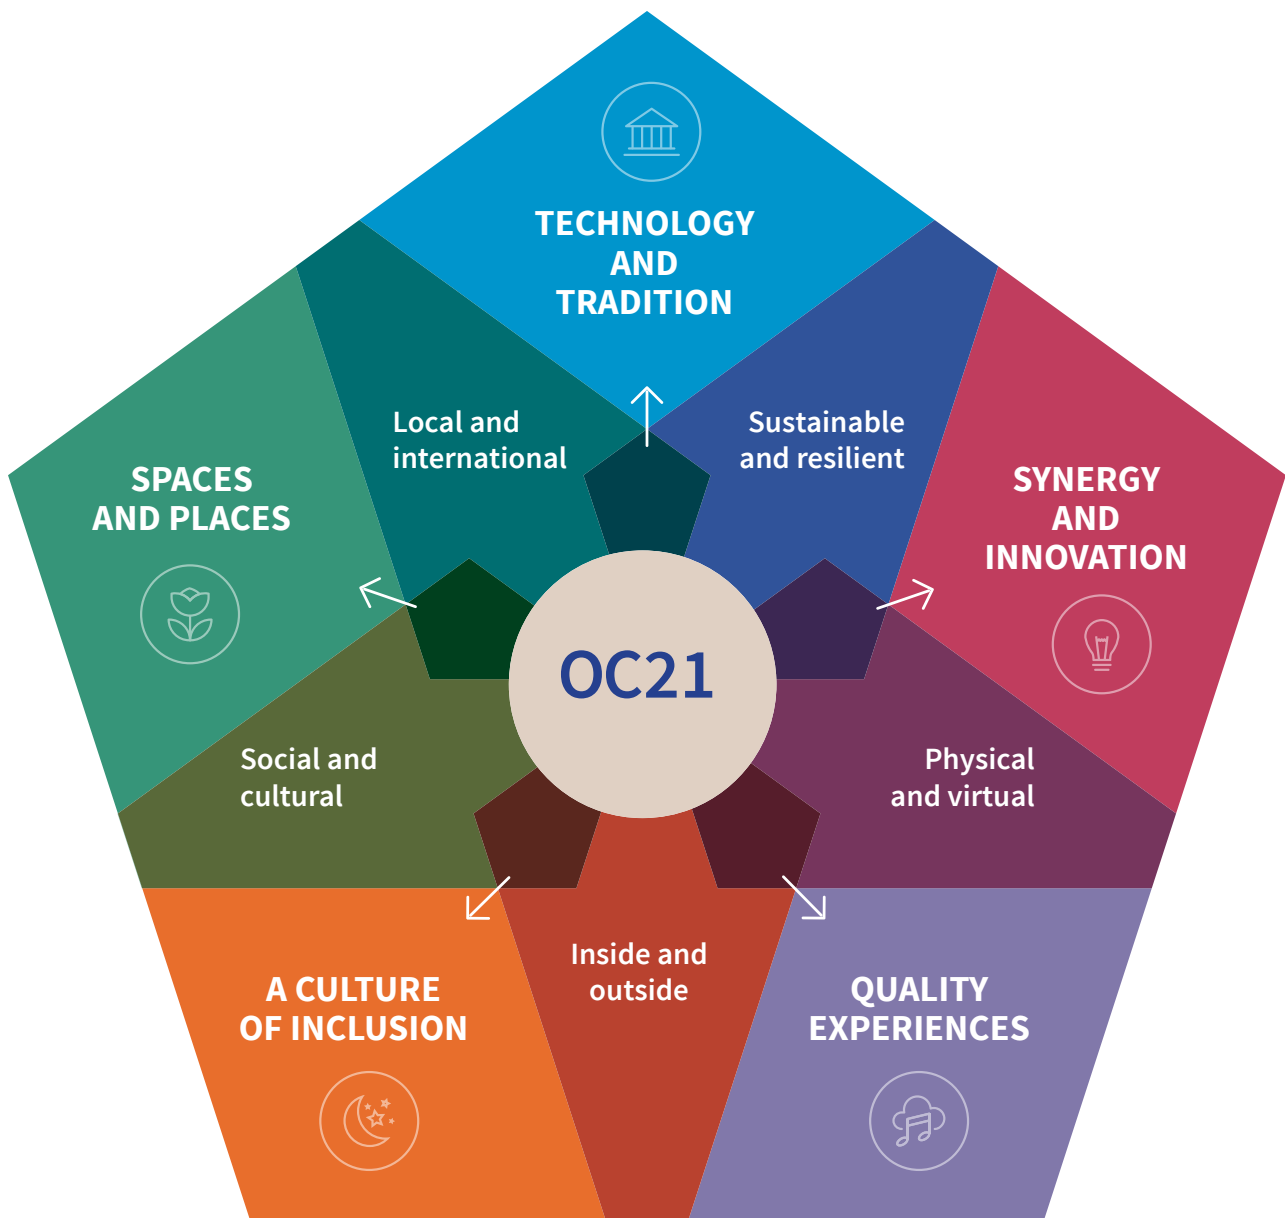 TECHNOLOGY
AND
TRADITION
Local and
international
Sustainable
and resilient
SPACES
AND PLACES
SYNERGY
AND
INNOVATION
OC21
Social and
cultural
Physical
and virtual
Inside and
outside
A CULTURE
OF INCLUSION
QUALITY
EXPERIENCES